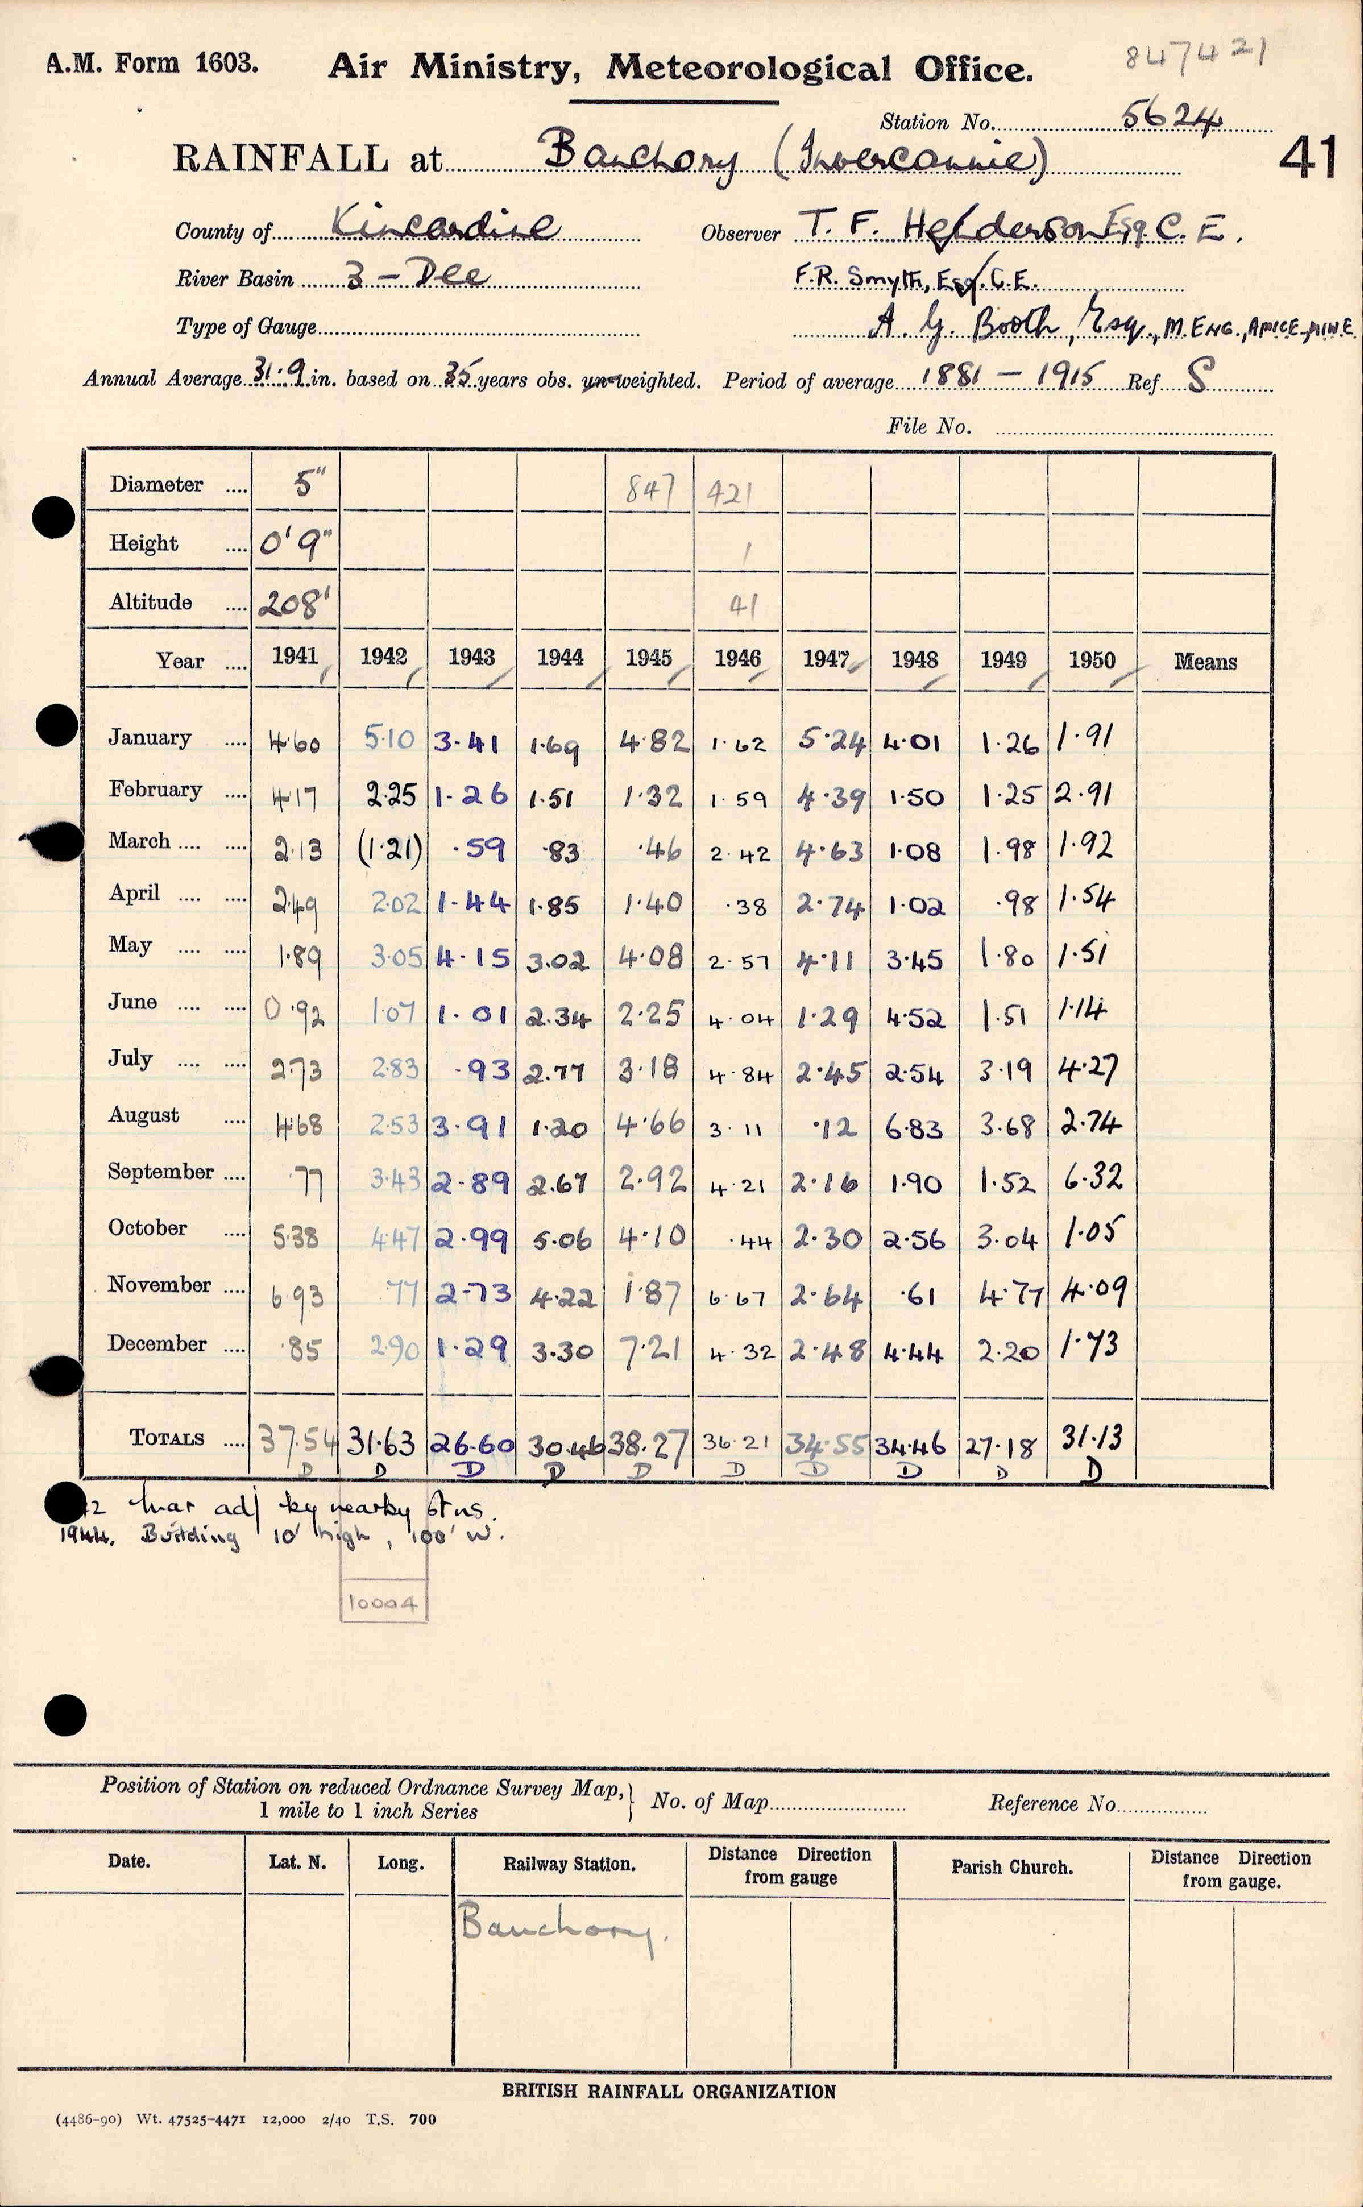 A.M. Form 1603. Air Ministry, Meteorological Office. 847421
Station No. 5624
41
RAINFALL at Banchory (Invercannie)
County of Kincardine Observer T. F. Henderson Esq. C. E.
River Basin 3 - Dee F.R. Smyth, Esq. C.E.
Type of Gauge A. G. Booth, Esq., M.ENG., AMICE. MIWE
Annual Average 31.9 in. based on 35 years obs. un-weighted. Period of average 1881 - 1915 Ref S
File No.
Diameter .... 5" 847 421
Height .... 0' 9" 1
Altitude .... 208' 41
Year .... 1941 1942 1943 1944 1945 1946 1947 1948 1949 1950 Means
January .... 4.60 5.10 3.41 1.69 4.82 1.62 5.24 4.01 1.26 1.91
February .... 4.17 2.25 1.26 1.51 1.32 1.59 4.39 1.50 1.25 2.91
March .... .... 2.13 (1.21) .59 .83 .46 2.42 4.63 1.08 1.98 1.92
April .... .... 2.49 2.02 1.44 1.85 1.40 .38 2.74 1.02 .98 1.54
May .... .... 1.89 3.05 4.15 3.02 4.08 2.57 4.11 3.45 1.80 1.51
June .... .... 0.92 1.07 1.01 2.34 2.25 4.04 1.29 4.52 1.51 1.14
July .... .... 2.73 2.83 .93 2.77 3.18 4.84 2.45 2.54 3.19 4.27
August .... 4.68 2.53 3.91 1.20 4.66 3.11 .12 6.83 3.68 2.74
September .... .77 3.43 2.89 2.67 2.92 4.21 2.16 1.90 1.52 6.32
October .... 5.38 4.47 2.99 5.06 4.10 .44 2.30 2.56 3.04 1.05
November .... 6.93 .77 2.73 4.22 1.87 6.67 2.64 .61 4.77 4.09
December .... .85 2.90 1.29 3.30 7.21 4.32 2.48 4.44 2.20 1.73
TOTALS .... 37.54 31.63 26.60 30.46 38.27 36.21 34.55 34.46 27.18 31.13
D D D D D D D D D D
42 Mar adj by nearby stns.
1944. Building 10' high, 100' W.
10004
Position of Station on reduced Ordnance Survey Map, 1 mile to 1 inch Series } No. of Map Reference No.
Date. Lat. N. Long. Railway Station. Distance Direction from gauge Parish Church. Distance Direction from gauge.
Banchory.
BRITISH RAINFALL ORGANIZATION
(4486-90) Wt. 47525-4471 12,000 2/40 T.S. 700